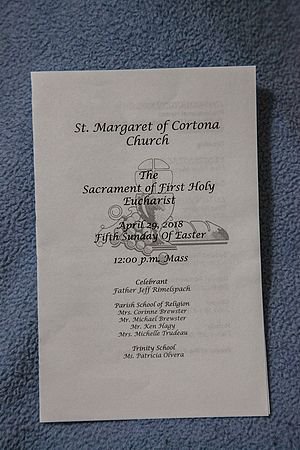 St. Margaret of Cortona
Church
The
Sacrament of First Holy
Eucharist
April 29, 2018
Fifth Sunday Of Easter
12:00 p.m. Mass
Celebrant
Father Jeff Rimelspach
Parish School of Religion
Mrs. Corinne Brewster
Mr. Michael Brewster
Mr. Ken Hagy
Mrs. Michelle Trudeau
Trinity School
Ms. Patricia Olvera